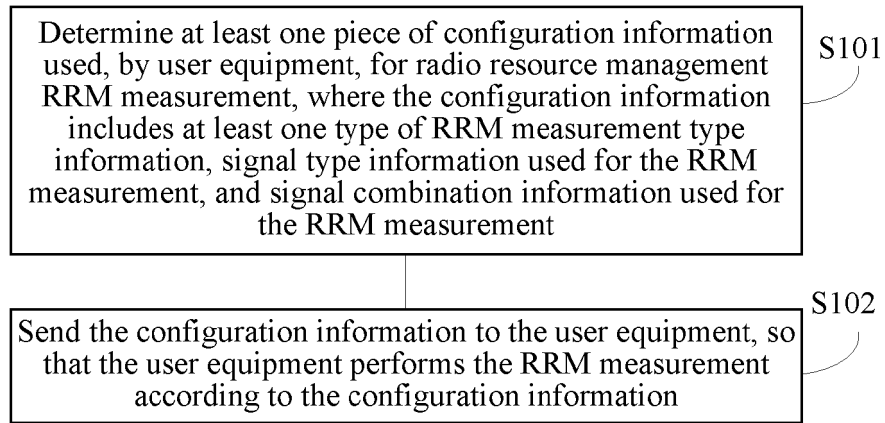 Determine at least one piece of configuration information
used, by user equipment, for radio resource management
RRM measurement, where the configuration information
includes at least one type of RRM measurement type
information, signal type information used for the RRM
measurement, and signal combination information used for
the RRM measurement
S101
Send the configuration information to the user equipment, so
that the user equipment performs the RRM measurement
according to the configuration information
S102